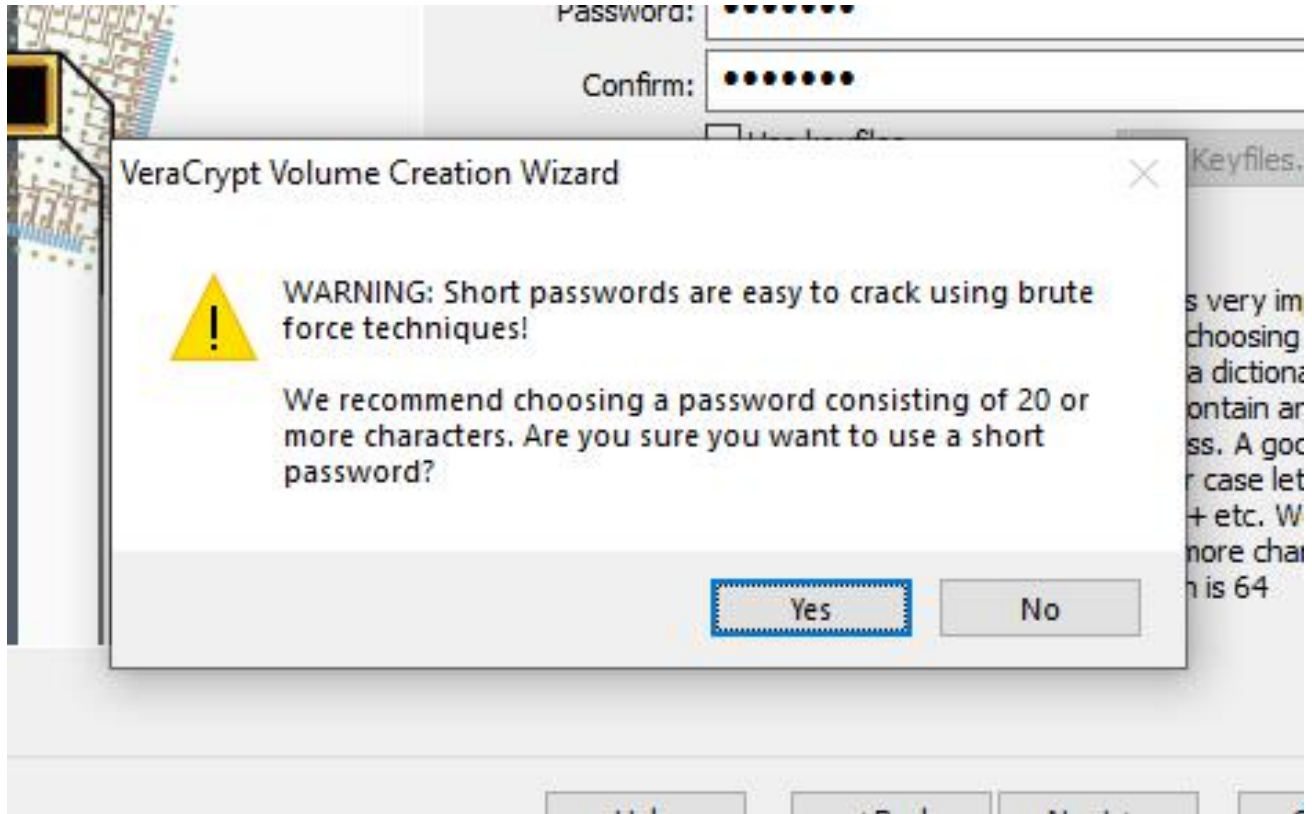 Password:
Confirm:
Keyfiles.
VeraCrypt Volume Creation Wizard
WARNING: Short passwords are easy to crack using brute
force techniques!
We recommend choosing a password consisting of 20 or
more characters. Are you sure you want to use a short
password?
Yes
No
s very im
choosing
a dictiona
ontain an
ss. A goo
r case let
+ etc. W
more char
n is 64